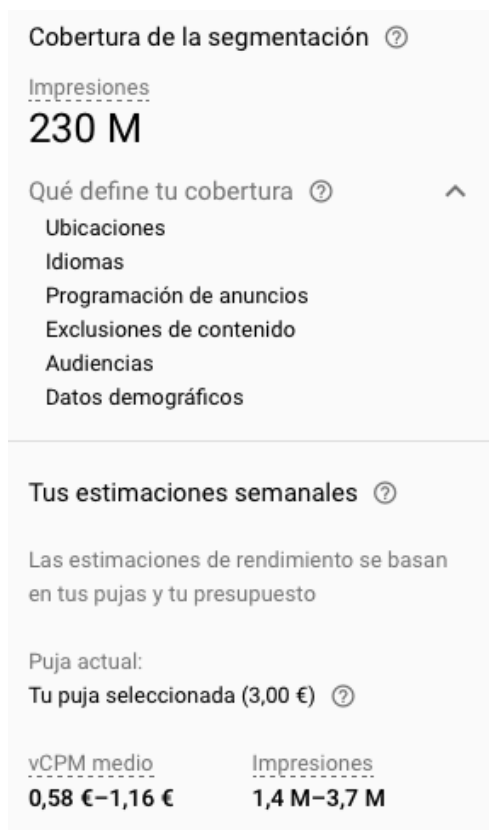 Cobertura de la segmentación
Impresiones
230 M
Qué define tu cobertura
Ubicaciones
Idiomas
Programación de anuncios
Exclusiones de contenido
Audiencias
Datos demográficos
Tus estimaciones semanales
Las estimaciones de rendimiento se basan
en tus pujas y tu presupuesto
Puja actual:
Tu puja seleccionada (3,00 €)
vCPM medio Impresiones
0,58 €–1,16 € 1,4 M–3,7 M